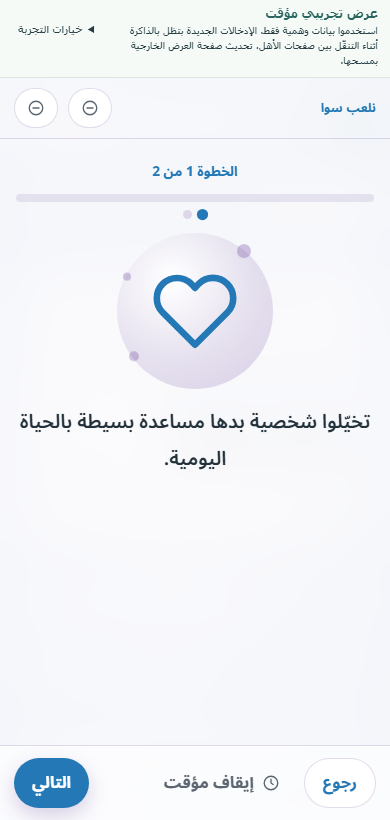 عرض تجريبي مؤقت
استخدموا بيانات وهمية فقط. الإدخالات الجديدة بتظل بالذاكرة
أثناء التنقّل بين صفحات الأهل. تحديث صفحة العرض الخارجية
بمسحها.
◀ خيارات التجربة
نلعب سوا
الخطوة 1 من 2
تخيّلوا شخصية بدها مساعدة بسيطة بالحياة
اليومية.
رجوع
إيقاف مؤقت
التالي